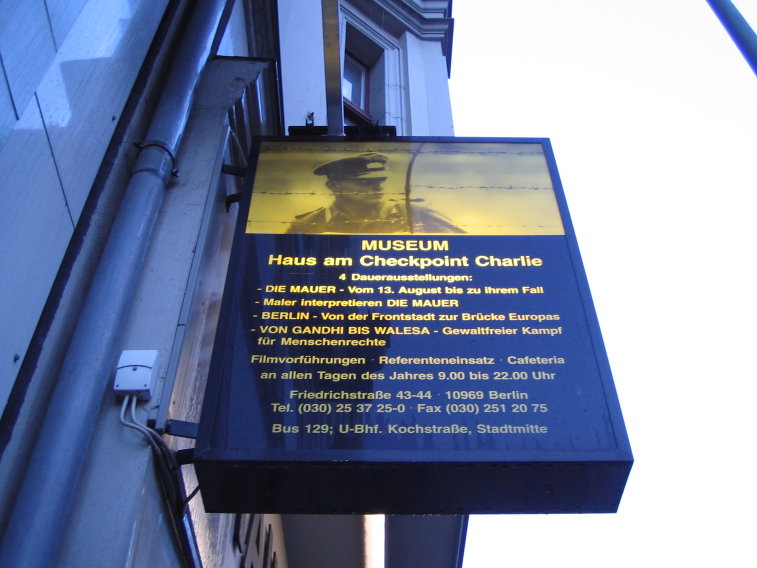 MUSEUM
Haus am Checkpoint Charlie
4 Dauerausstellungen:
- DIE MAUER - Vom 13. August bis zu ihrem Fall
- Maler interpretieren DIE MAUER
- BERLIN - Von der Frontstadt zur Brücke Europas
- VON GANDHI BIS WALESA - Gewaltfreier Kampf
für Menschenrechte
Filmvorführungen · Referenteneinsatz · Cafeteria
an allen Tagen des Jahres 9.00 bis 22.00 Uhr
Friedrichstraße 43-44 · 10969 Berlin
Tel. (030) 25 37 25-0 · Fax (030) 251 20 75
Bus 129; U-Bhf. Kochstraße, Stadtmitte